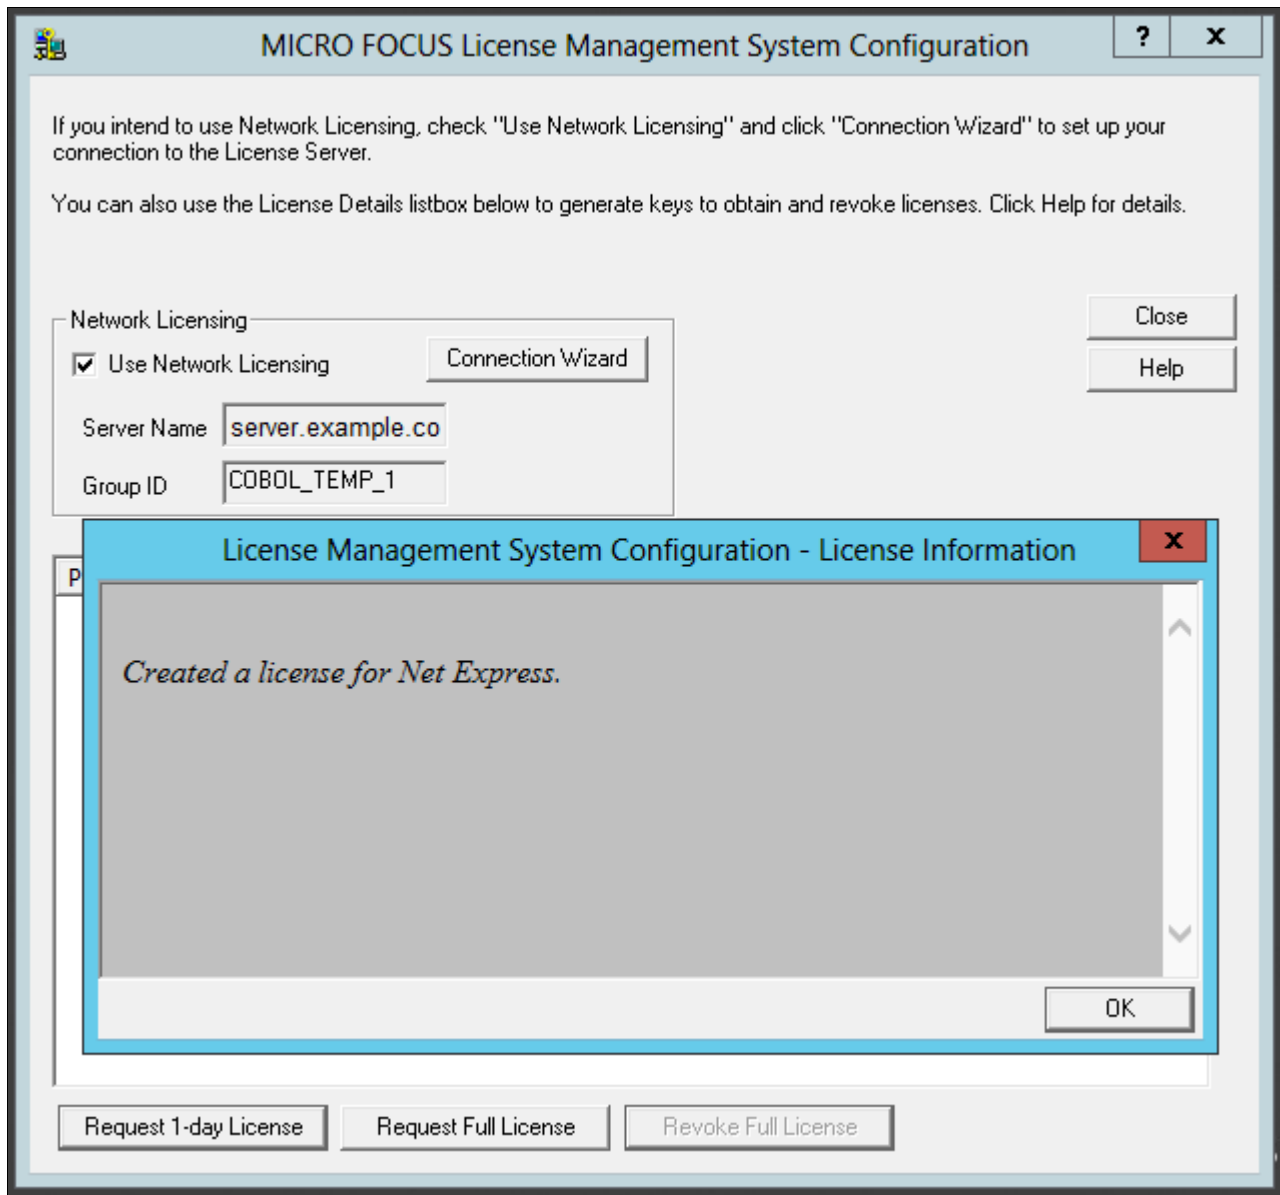 MICRO FOCUS License Management System Configuration
? x
If you intend to use Network Licensing, check "Use Network Licensing" and click "Connection Wizard" to set up your
connection to the License Server.
You can also use the License Details listbox below to generate keys to obtain and revoke licenses. Click Help for details.
Network Licensing
Close
Use Network Licensing
Connection Wizard
Help
Server Name
server.example.co
Group ID
COBOL_TEMP_1
License Management System Configuration - License Information
x
P
Created a license for Net Express.
OK
Request 1-day License
Request Full License
Revoke Full License